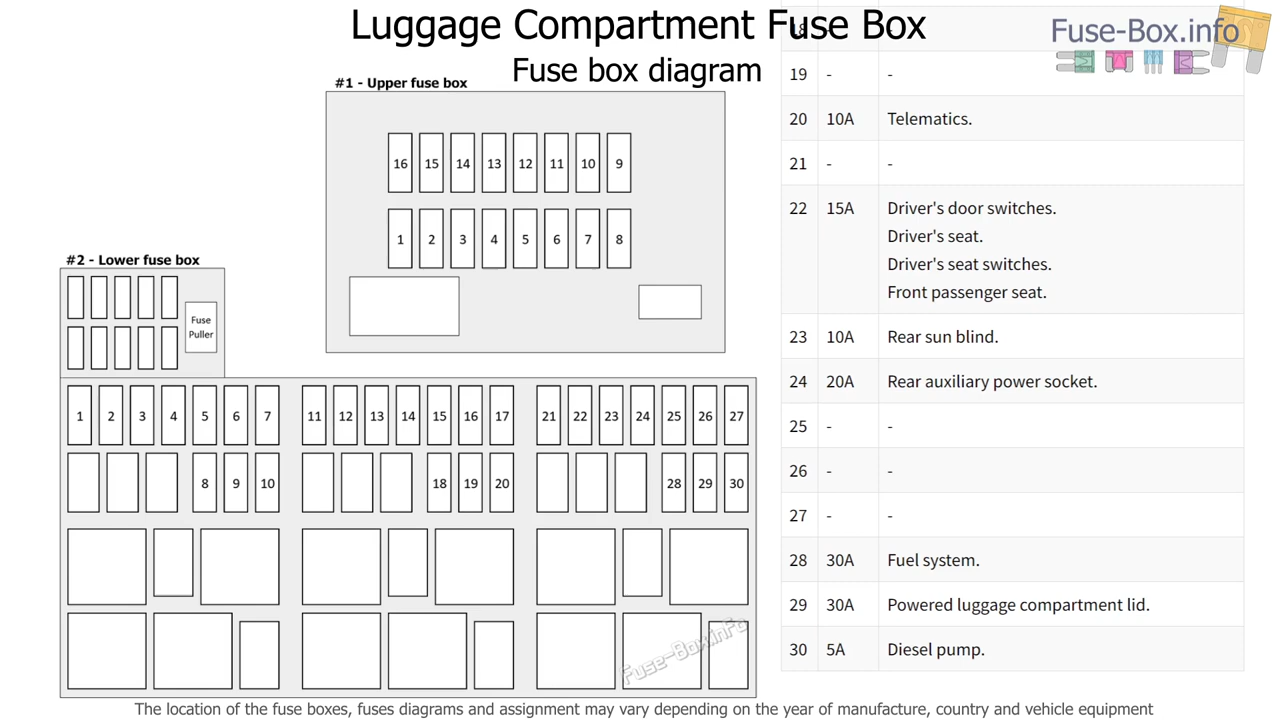 Luggage Compartment Fuse Box
Fuse-Box.info
Fuse box diagram
#1 - Upper fuse box
16 15 14 13 12 11 10 9
1 2 3 4 5 6 7 8
#2 - Lower fuse box
Fuse
Puller
1 2 3 4 5 6 7 11 12 13 14 15 16 17 21 22 23 24 25 26 27
8 9 10 18 19 20 28 29 30
Fuse-Box.info
18 - -
19 - -
20 10A Telematics.
21 - -
22 15A Driver's door switches.
Driver's seat.
Driver's seat switches.
Front passenger seat.
23 10A Rear sun blind.
24 20A Rear auxiliary power socket.
25 - -
26 - -
27 - -
28 30A Fuel system.
29 30A Powered luggage compartment lid.
30 5A Diesel pump.
The location of the fuse boxes, fuses diagrams and assignment may vary depending on the year of manufacture, country and vehicle equipment